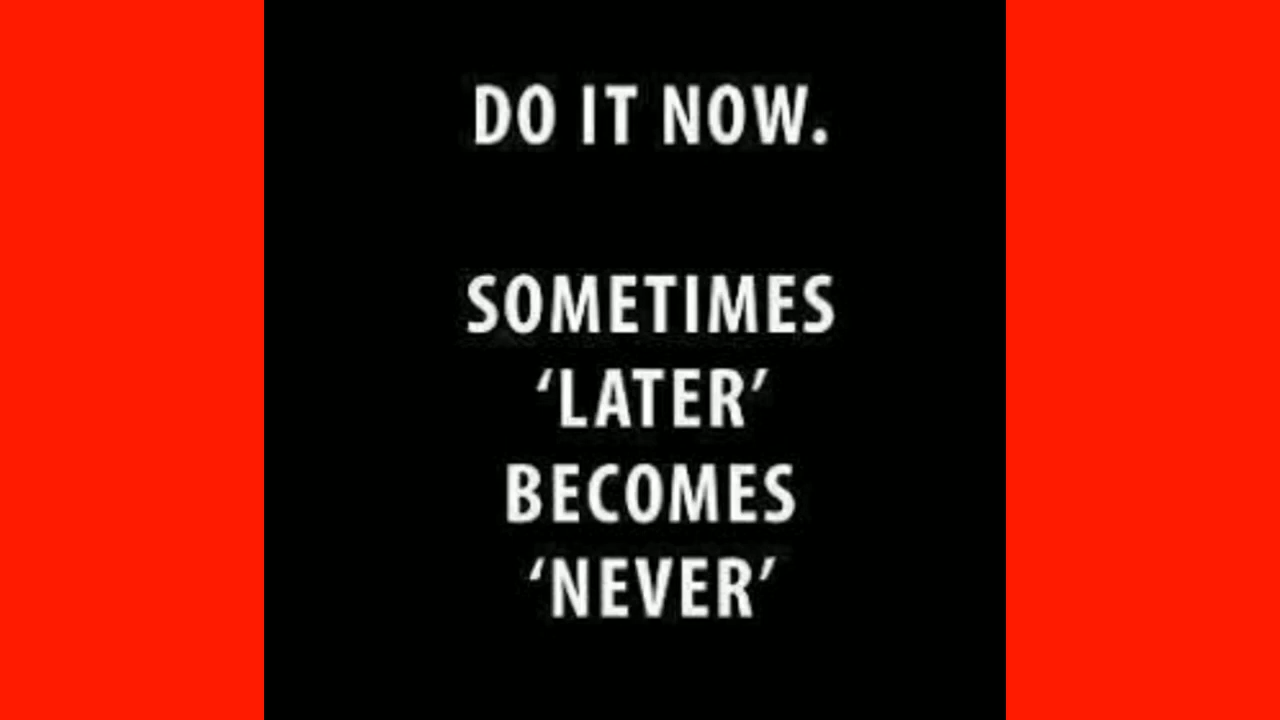 DO IT NOW.
SOMETIMES
‘LATER’
BECOMES
‘NEVER’